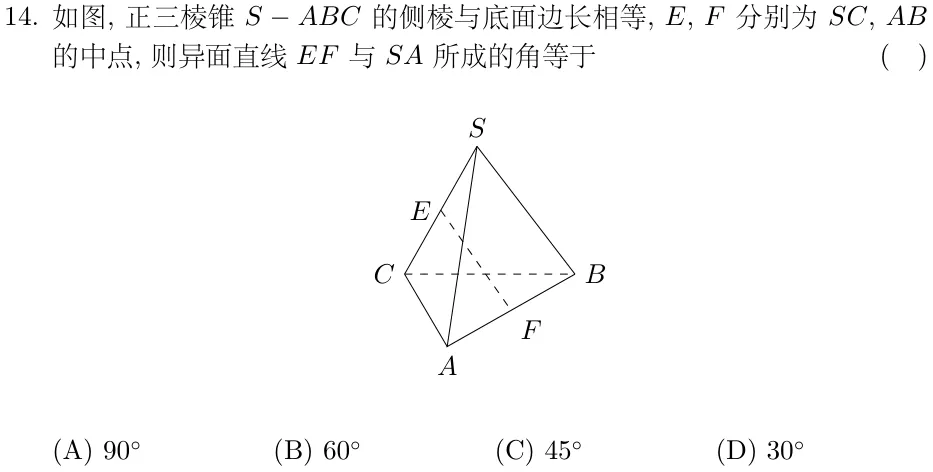 14. 如图, 正三棱锥 S − ABC 的侧棱与底面边长相等, E, F 分别为 SC, AB
的中点, 则异面直线 EF 与 SA 所成的角等于 ( )
S
E
C
B
F
A
(A) 90° (B) 60° (C) 45° (D) 30°